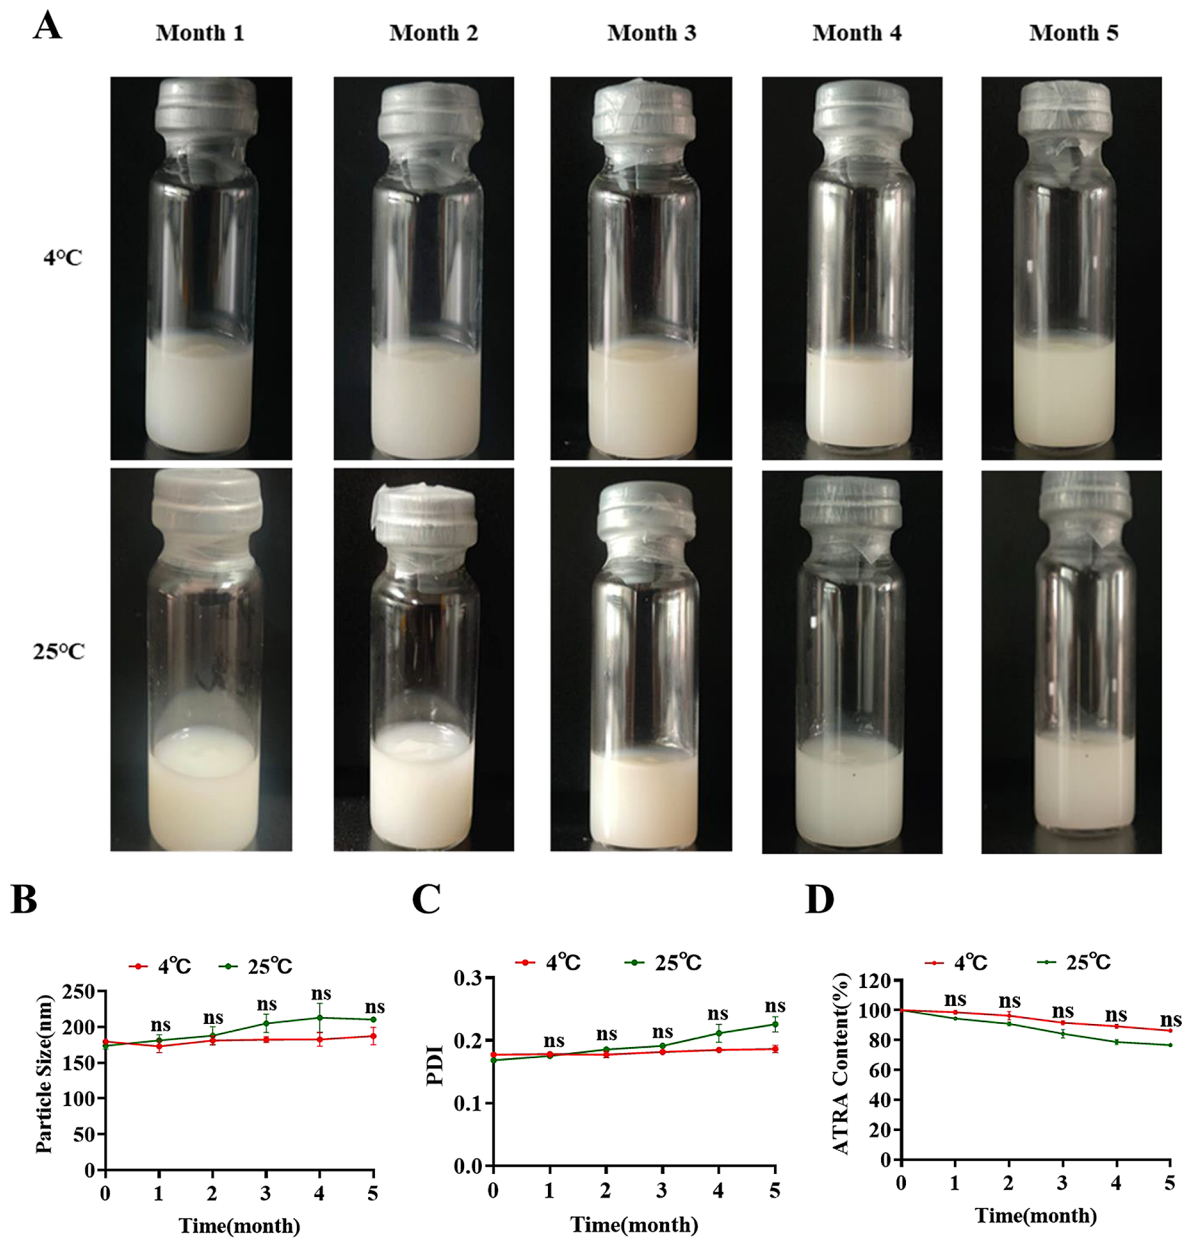 A
Month 1 Month 2 Month 3 Month 4 Month 5
4°C
25°C
B
4℃ 25℃
250
200
150
100
50
0
ns ns ns ns ns
0 1 2 3 4 5
Particle Size(nm)
Time(month)
C
4℃ 25℃
0.3
0.2
0.1
0.0
ns ns ns ns ns
0 1 2 3 4 5
PDI
Time(month)
D
4℃ 25℃
120
100
80
60
40
20
0
ns ns ns ns ns
0 1 2 3 4 5
ATRA Content(%)
Time(month)